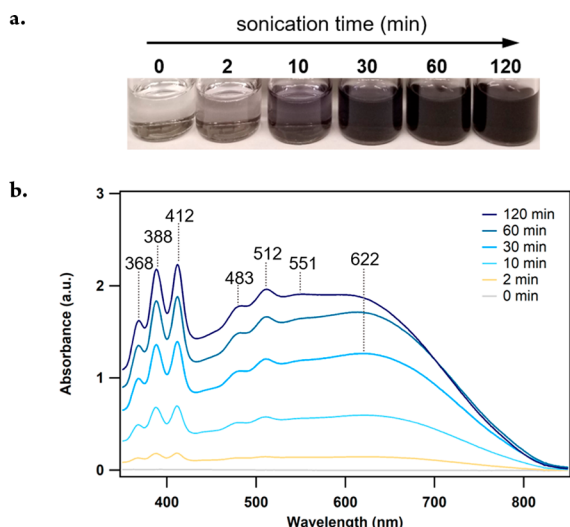 a.
sonication time (min)
0 2 10 30 60 120
b.
3
2
1
0
Absorbance (a.u.)
368
388
412
483
512
551
622
120 min
60 min
30 min
10 min
2 min
0 min
400 500 600 700 800
Wavelength (nm)